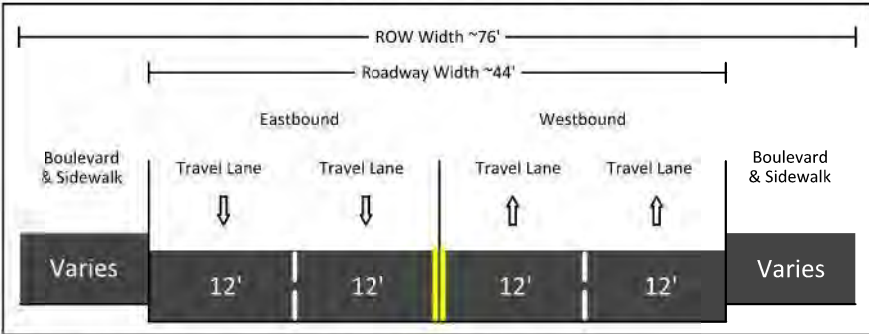 ROW Width ~76'
Roadway Width ~44'
Eastbound
Westbound
Boulevard
& Sidewalk
Travel Lane
Travel Lane
Travel Lane
Travel Lane
Boulevard
& Sidewalk
Varies
12'
12'
12'
12'
Varies